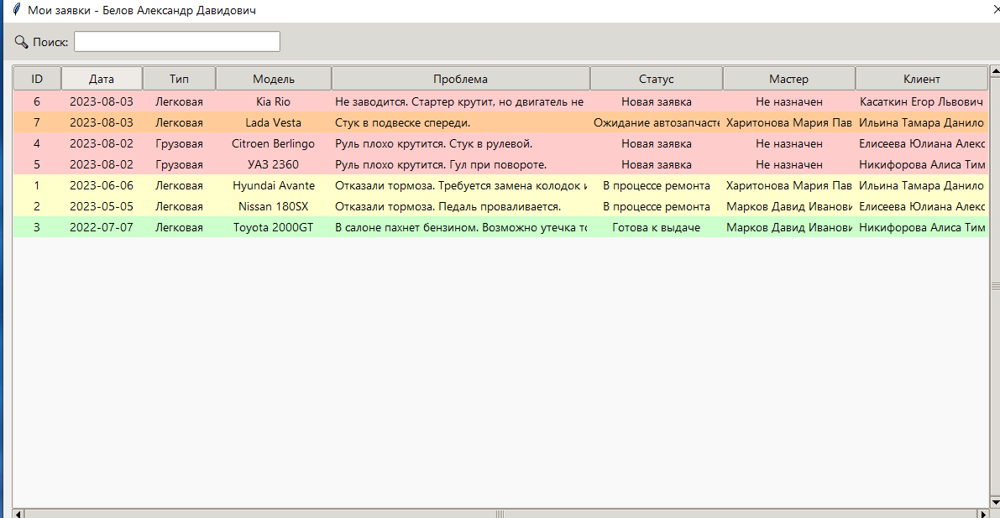 Мои заявки - Белов Александр Давидович
Поиск:
ID Дата Тип Модель Проблема Статус Мастер Клиент
6 2023-08-03 Легковая Kia Rio Не заводится. Стартер крутит, но двигатель не Новая заявка Не назначен Касаткин Егор Львович
7 2023-08-03 Легковая Lada Vesta Стук в подвеске спереди. Ожидание автозапчасте Харитонова Мария Пав Ильина Тамара Данило
4 2023-08-02 Грузовая Citroen Berlingo Руль плохо крутится. Стук в рулевой. Новая заявка Не назначен Елисеева Юлиана Алекс
5 2023-08-02 Грузовая УАЗ 2360 Руль плохо крутится. Гул при повороте. Новая заявка Не назначен Никифорова Алиса Тим
1 2023-06-06 Легковая Hyundai Avante Отказали тормоза. Требуется замена колодок и В процессе ремонта Харитонова Мария Пав Ильина Тамара Данило
2 2023-05-05 Легковая Nissan 180SX Отказали тормоза. Педаль проваливается. В процессе ремонта Марков Давид Иванови Елисеева Юлиана Алекс
3 2022-07-07 Легковая Toyota 2000GT В салоне пахнет бензином. Возможно утечка то Готова к выдаче Марков Давид Иванови Никифорова Алиса Тим